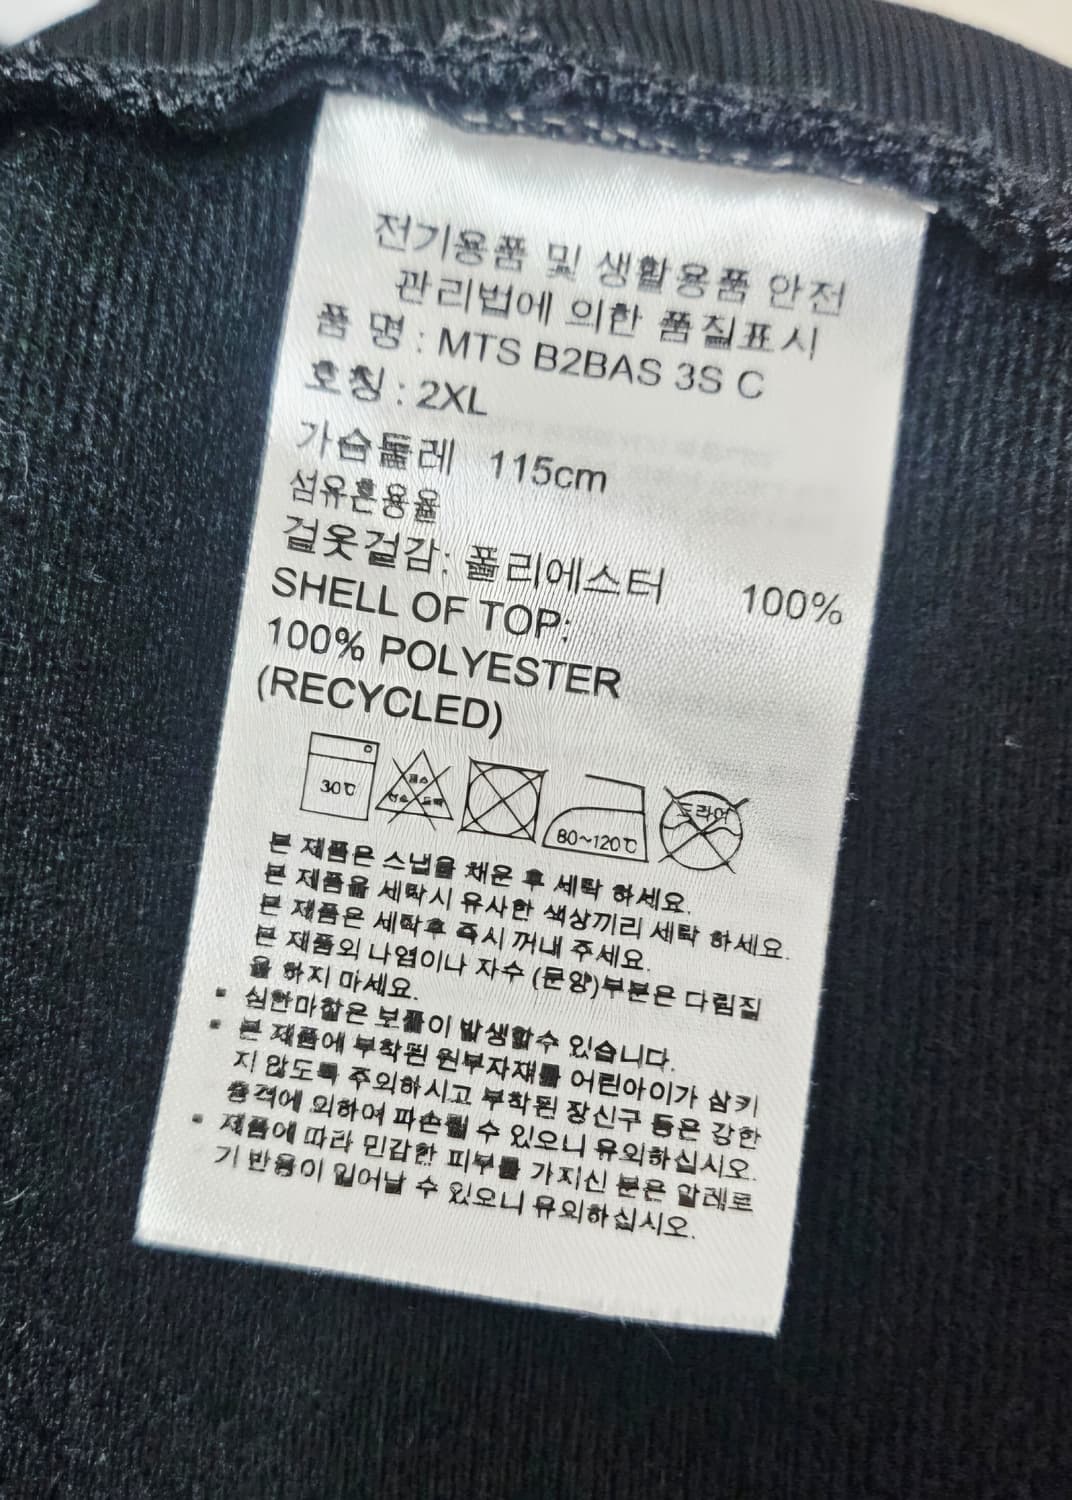 전기용품 및 생활용품 안전
관리법에 의한 품질표시
품 명 : MTS B2BAS 3S C
호칭 : 2XL
가슴둘레 115cm
섬유혼용율
겉옷겉감: 폴리에스터 100%
SHELL OF TOP:
100% POLYESTER
(RECYCLED)
30℃
염소
산소 표백
80~120℃
드라이
본 제품은 스냅을 채운 후 세탁 하세요.
본 제품을 세탁시 유사한 색상끼리 세탁 하세요.
본 제품은 세탁후 즉시 꺼내 주세요.
본 제품의 나염이나 자수 (문양)부분은 다림질
을 하지 마세요.
▪ 심한마찰은 보풀이 발생할수 있습니다.
▪ 본 제품에 부착된 원부자재를 어린아이가 삼키
지 않도록 주의하시고 부착된 장신구 등은 강한
충격에 의하여 파손될 수 있으니 유의하십시오.
▪ 제품에 따라 민감한 피부를 가지신 분은 알레르
기 반응이 일어날 수 있으니 유의하십시오.